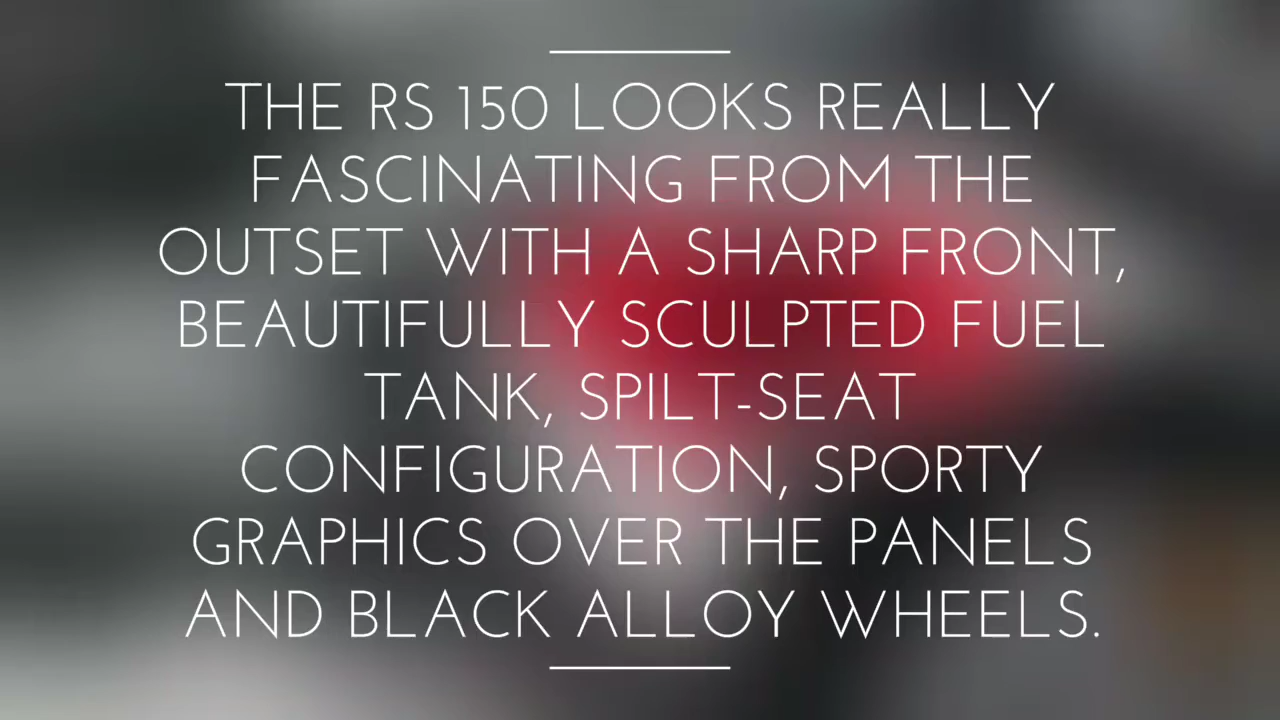 THE RS 150 LOOKS REALLY
FASCINATING FROM THE
OUTSET WITH A SHARP FRONT,
BEAUTIFULLY SCULPTED FUEL
TANK, SPILT-SEAT
CONFIGURATION, SPORTY
GRAPHICS OVER THE PANELS
AND BLACK ALLOY WHEELS.